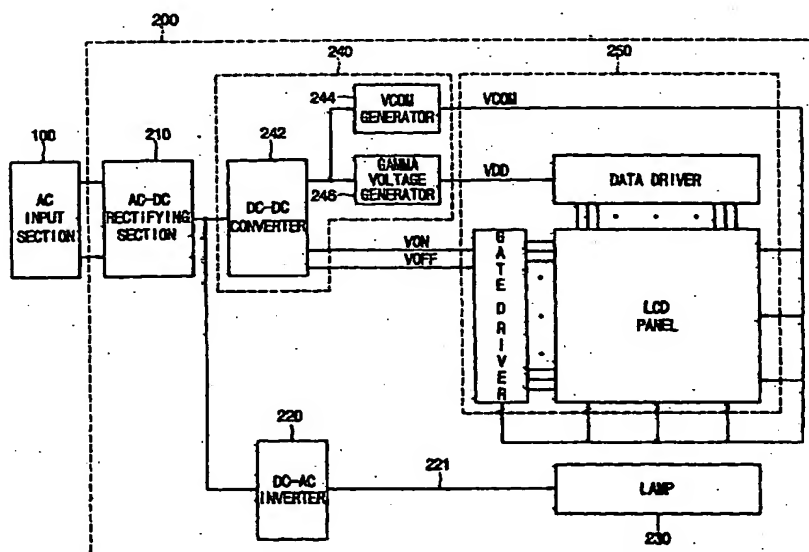 200
240
250
244
VCOM
GENERATOR
VCOM
100
210
242
AC
INPUT
SECTION
AC-DC
RECTIFYING
SECTION
DC-DC
CONVERTER
246
GAMMA
VOLTAGE
GENERATOR
VDD
DATA DRIVER
VON
VOFF
GATE DRIVER
LCD
PANEL
220
DC-AC
INVERTER
221
LAMP
230